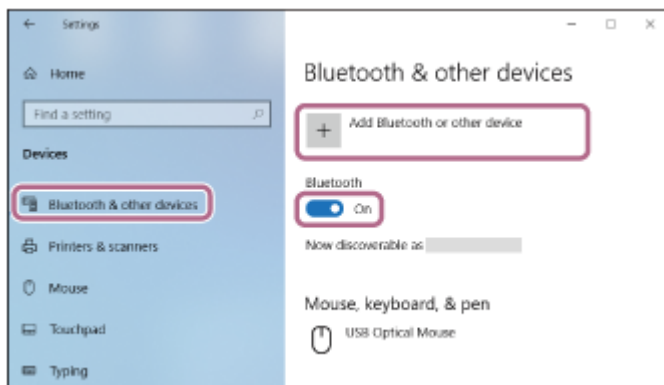 Settings
Home
Find a setting
Devices
Bluetooth & other devices
Printers & scanners
Mouse
Touchpad
Typing
Bluetooth & other devices
Add Bluetooth or other device
Bluetooth
On
Now discoverable as
Mouse, keyboard, & pen
USB Optical Mouse